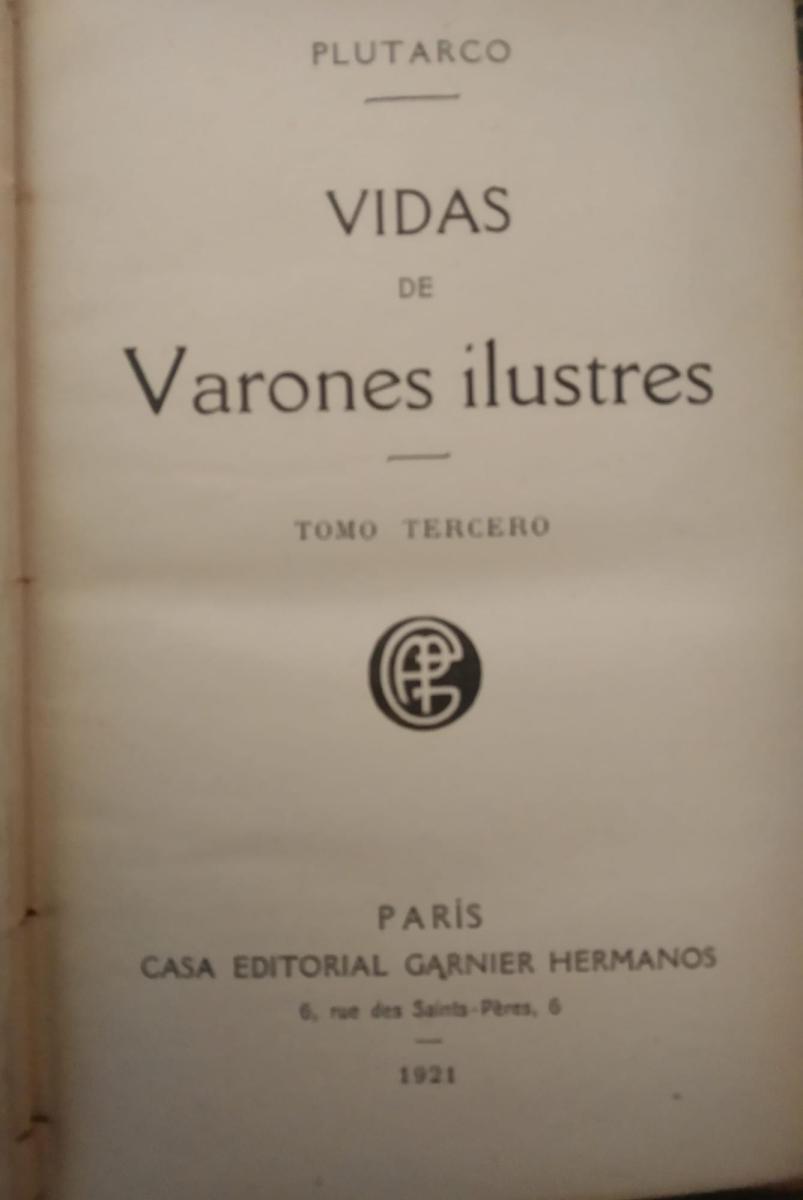 PLUTARCO
VIDAS
DE
Varones ilustres
TOMO TERCERO
PARÍS
CASA EDITORIAL GARNIER HERMANOS
6, rue des Saints-Pères, 6
1921